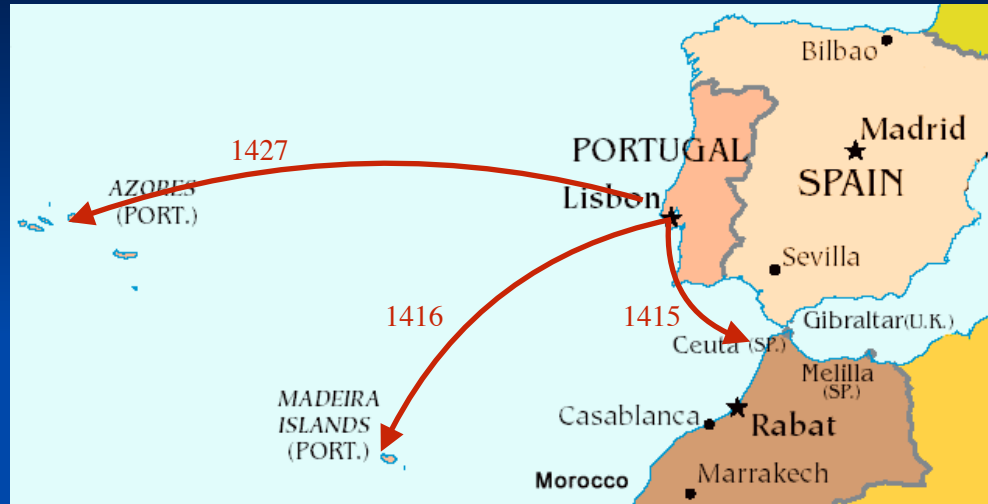 Bilbao
1427
Madrid
PORTUGAL
AZORES
(PORT.)
SPAIN
Lisbon
Sevilla
1416
1415
Gibraltar(U.K.)
Ceuta (SP.)
Melilla
(SP.)
MADEIRA
ISLANDS
(PORT.)
Casablanca
Rabat
Marrakech
Morocco